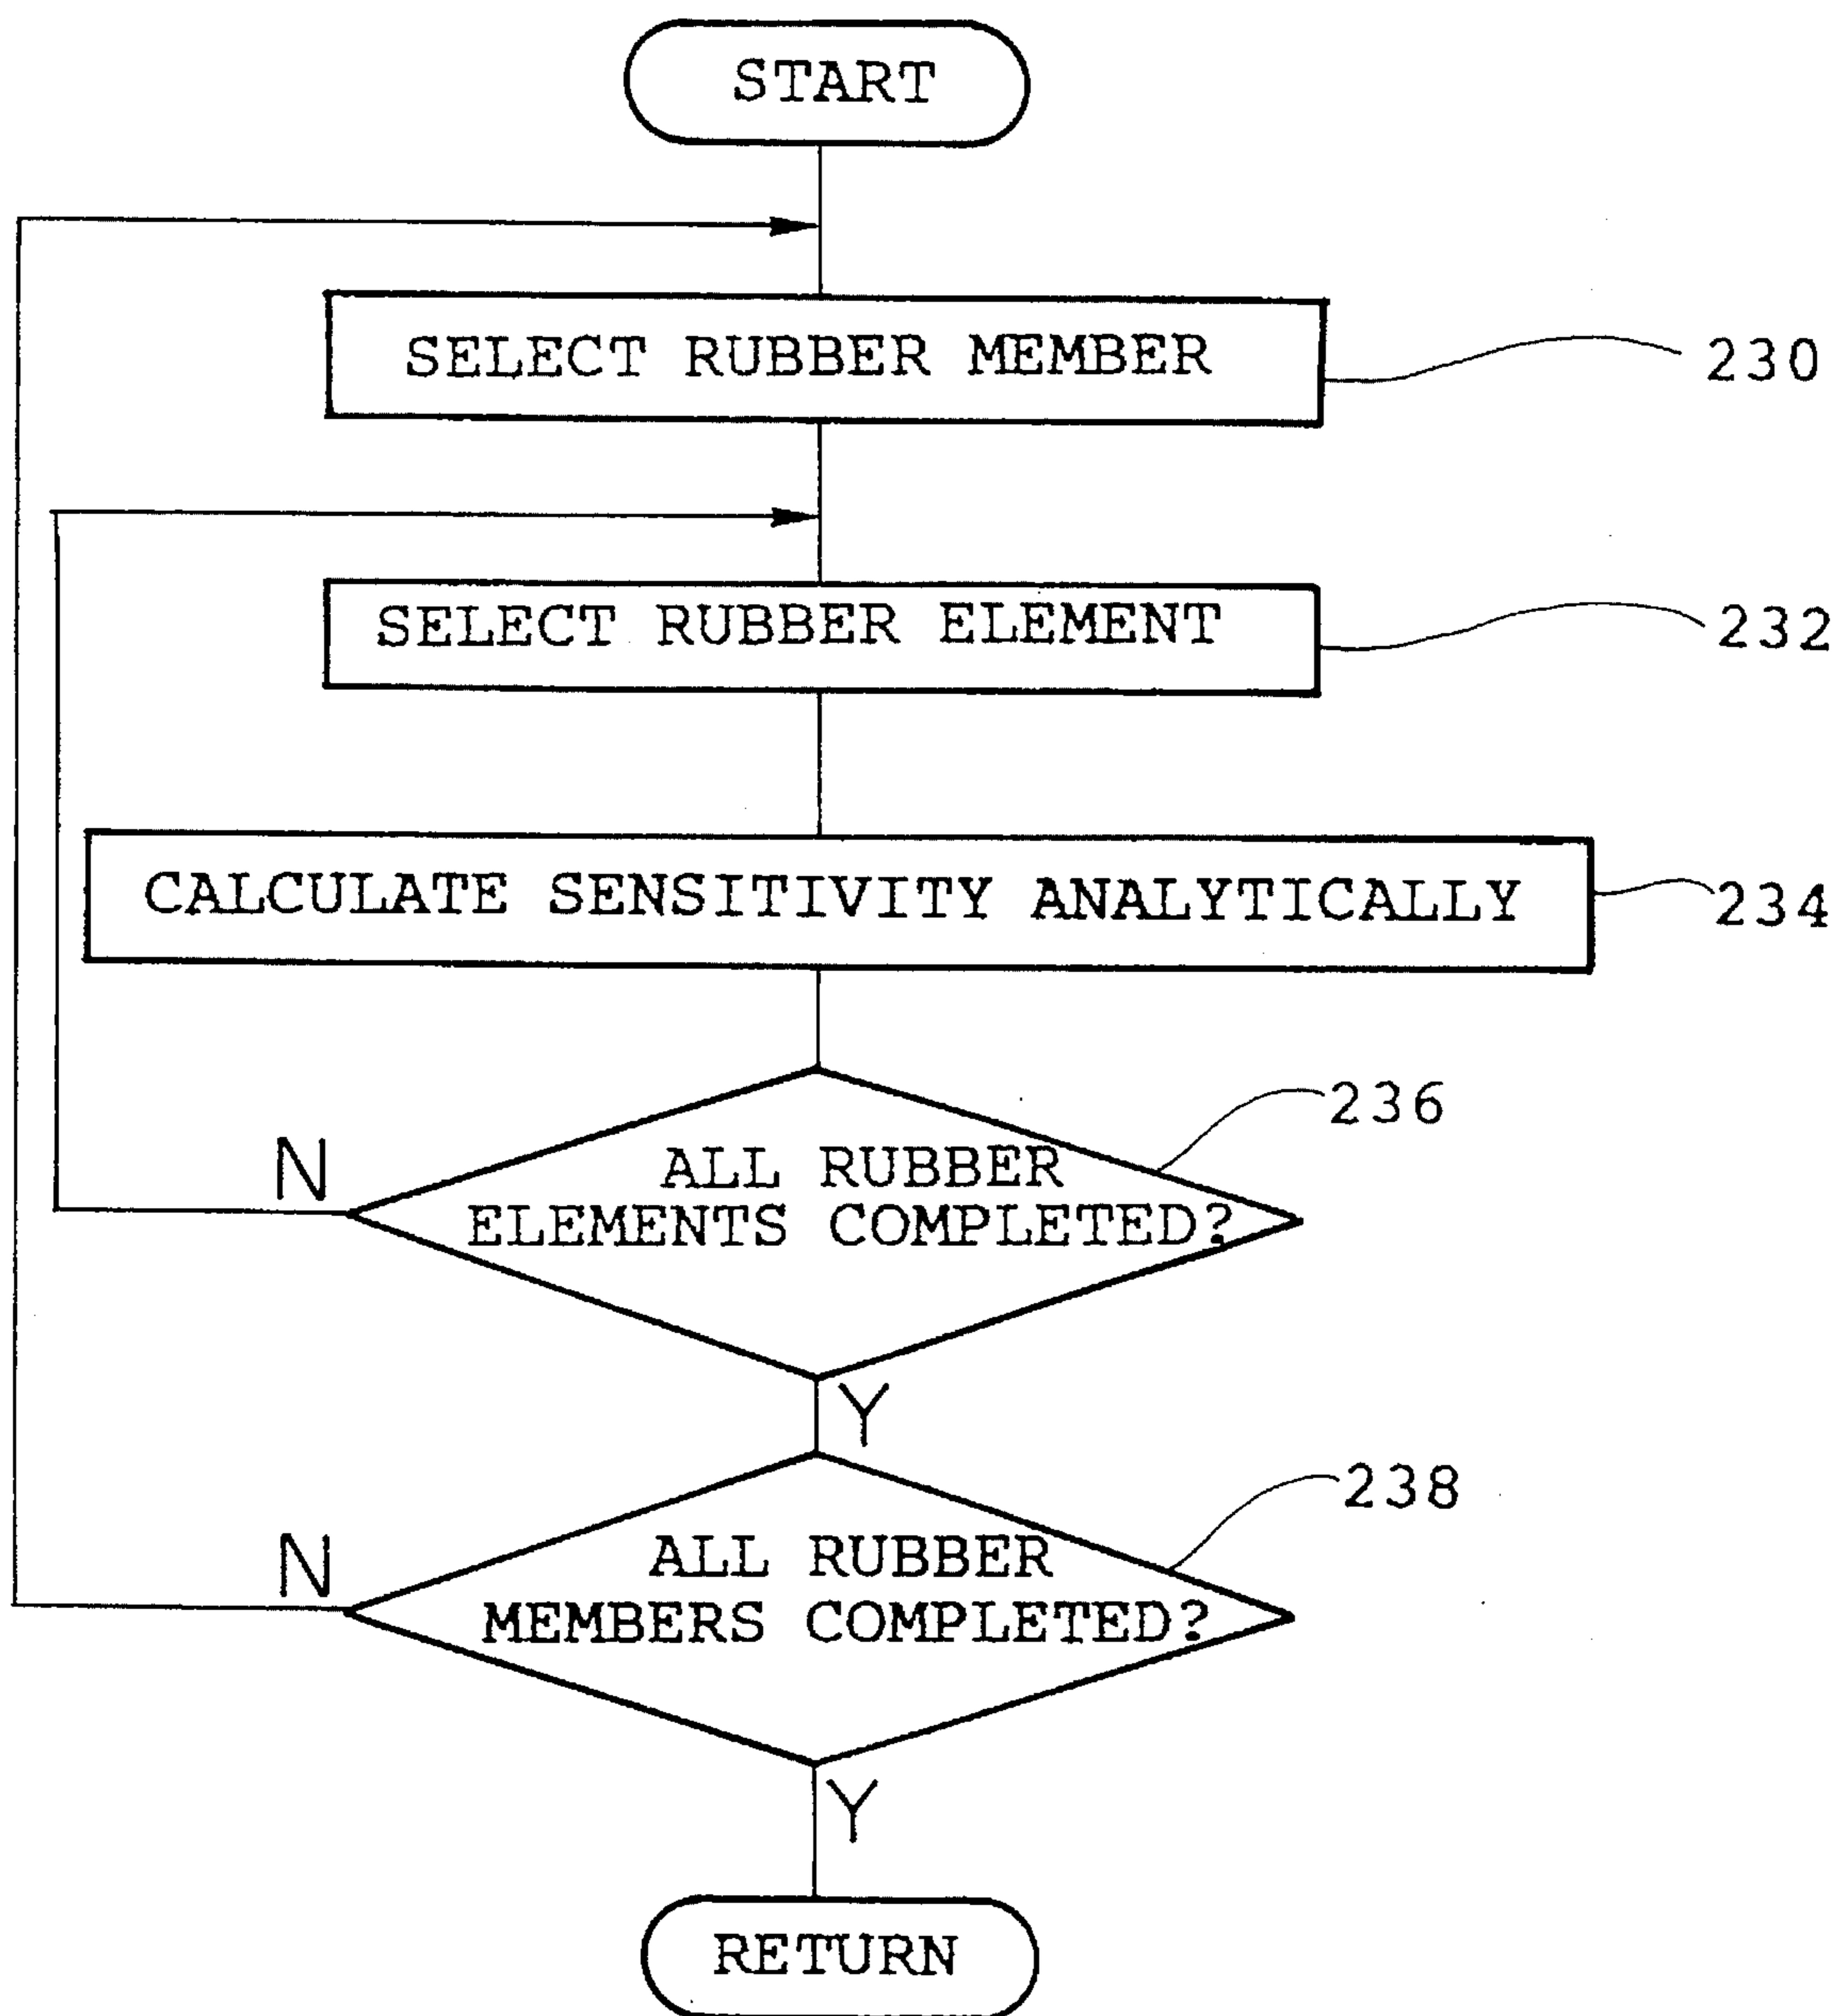 START
SELECT RUBBER MEMBER
230
SELECT RUBBER ELEMENT
232
CALCULATE SENSITIVITY ANALYTICALLY
234
236
N
ALL RUBBER
ELEMENTS COMPLETED?
Y
238
N
ALL RUBBER
MEMBERS COMPLETED?
Y
RETURN